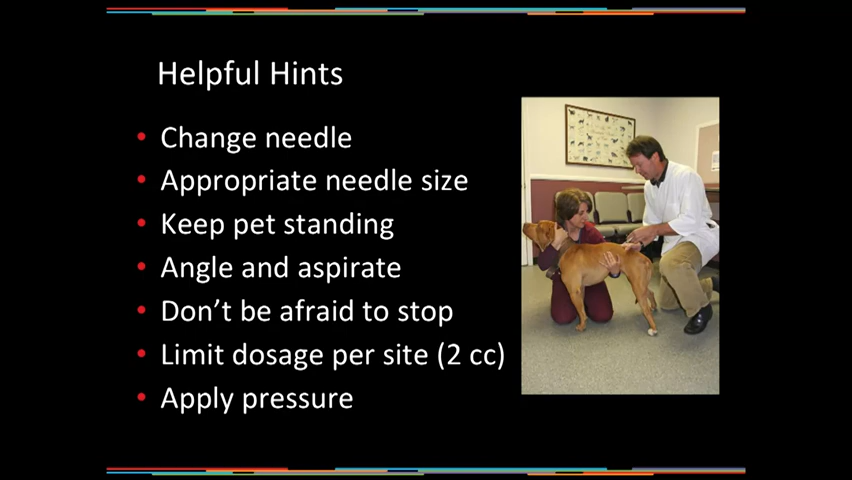 Helpful Hints
• Change needle
• Appropriate needle size
• Keep pet standing
• Angle and aspirate
• Don't be afraid to stop
• Limit dosage per site (2 cc)
• Apply pressure